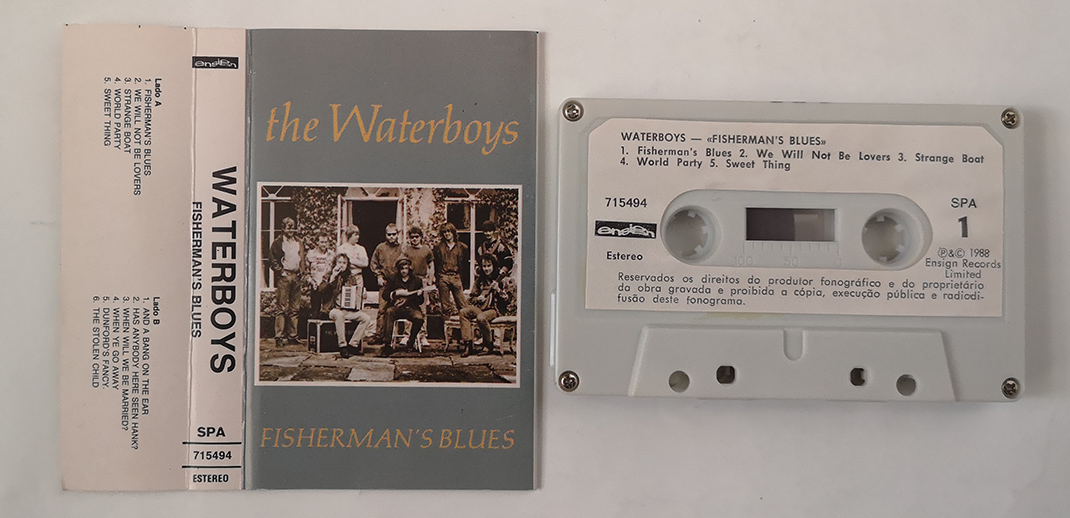 Lado A
1. FISHERMAN'S BLUES
2. WE WILL NOT BE LOVERS
3. STRANGE BOAT
4. WORLD PARTY
5. SWEET THING
Lado B
1. AND A BANG ON THE EAR
2. HAS ANYBODY HERE SEEN HANK?
3. WHEN WILL WE BE MARRIED?
4. WHEN YE GO AWAY
5. DUNFORD'S FANCY.
6. THE STOLEN CHILD
ensign
WATERBOYS
FISHERMAN'S BLUES
SPA
715494
ESTEREO
the Waterboys
FISHERMAN'S BLUES
WATERBOYS — «FISHERMAN'S BLUES»
1. Fisherman's Blues 2. We Will Not Be Lovers 3. Strange Boat
4. World Party 5. Sweet Thing
715494
SPA
ensign
1
Estereo
℗&© 1988
Ensign Records
Limited
100 50 0
Reservados os direitos do produtor fonográfico e do proprietário
da obra gravada e proibida a cópia, execução pública e radiodi-
fusão deste fonograma.